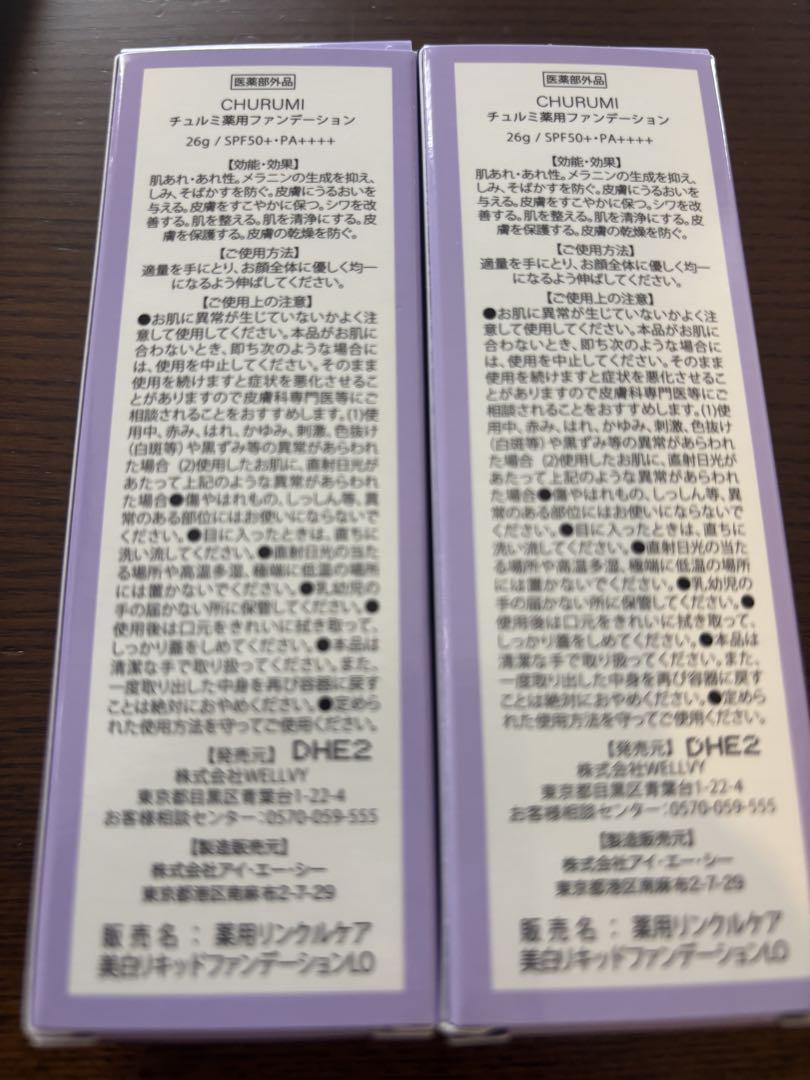 医薬部外品
CHURUMI
チュルミ薬用ファンデーション
26g / SPF50+・PA++++
【効能・効果】
肌あれ・あれ性。メラニンの生成を抑え、
しみ、そばかすを防ぐ。皮膚にうるおいを
与える。皮膚をすこやかに保つ。シワを改
善する。肌を整える。肌を清浄にする。皮
膚を保護する。皮膚の乾燥を防ぐ。
【ご使用方法】
適量を手にとり、お顔全体に優しく均一
になるよう伸ばしてください。
【ご使用上の注意】
●お肌に異常が生じていないかよく注
意して使用してください。本品がお肌に
合わないとき、即ち次のような場合に
は、使用を中止してください。そのまま
使用を続けますと症状を悪化させるこ
とがありますので皮膚科専門医等にご
相談されることをおすすめします。(1)使
用中、赤み、はれ、かゆみ、刺激、色抜け
(白斑等)や黒ずみ等の異常があらわれ
た場合 (2)使用したお肌に、直射日光が
あたって上記のような異常があらわれ
た場合●傷やはれもの、しっしん等、異
常のある部位にはお使いにならないで
ください。●目に入ったときは、直ちに
洗い流してください。●直射日光の当た
る場所や高温多湿、極端に低温の場所
には置かないでください。●乳幼児の
手の届かない所に保管してください。●
使用後は口元をきれいに拭き取って、
しっかり蓋をしめてください。●本品は
清潔な手で取り扱ってください。また、
一度取り出した中身を再び容器に戻す
ことは絶対におやめください。●定めら
れた使用方法を守ってご使用ください。
【発売元】 DHE2
株式会社WELLVY
東京都目黒区青葉台1-22-4
お客様相談センター:0570-059-555
【製造販売元】
株式会社アイ・エー・シー
東京都港区南麻布2-7-29
販売名：薬用リンクルケア
美白リキッドファンデーションLO
医薬部外品
CHURUMI
チュルミ薬用ファンデーション
26g / SPF50+・PA++++
【効能・効果】
肌あれ・あれ性。メラニンの生成を抑え、
しみ、そばかすを防ぐ。皮膚にうるおいを
与える。皮膚をすこやかに保つ。シワを改
善する。肌を整える。肌を清浄にする。皮
膚を保護する。皮膚の乾燥を防ぐ。
【ご使用方法】
適量を手にとり、お顔全体に優しく均一
になるよう伸ばしてください。
【ご使用上の注意】
●お肌に異常が生じていないかよく注
意して使用してください。本品がお肌に
合わないとき、即ち次のような場合に
は、使用を中止してください。そのまま
使用を続けますと症状を悪化させるこ
とがありますので皮膚科専門医等にご
相談されることをおすすめします。(1)使
用中、赤み、はれ、かゆみ、刺激、色抜け
(白斑等)や黒ずみ等の異常があらわれ
た場合 (2)使用したお肌に、直射日光が
あたって上記のような異常があらわれ
た場合●傷やはれもの、しっしん等、異
常のある部位にはお使いにならないで
ください。●目に入ったときは、直ちに
洗い流してください。●直射日光の当た
る場所や高温多湿、極端に低温の場所
には置かないでください。●乳幼児の
手の届かない所に保管してください。●
使用後は口元をきれいに拭き取って、
しっかり蓋をしめてください。●本品は
清潔な手で取り扱ってください。また、
一度取り出した中身を再び容器に戻す
ことは絶対におやめください。●定めら
れた使用方法を守ってご使用ください。
【発売元】 DHE2
株式会社WELLVY
東京都目黒区青葉台1-22-4
お客様相談センター:0570-059-555
【製造販売元】
株式会社アイ・エー・シー
東京都港区南麻布2-7-29
販売名：薬用リンクルケア
美白リキッドファンデーションLO